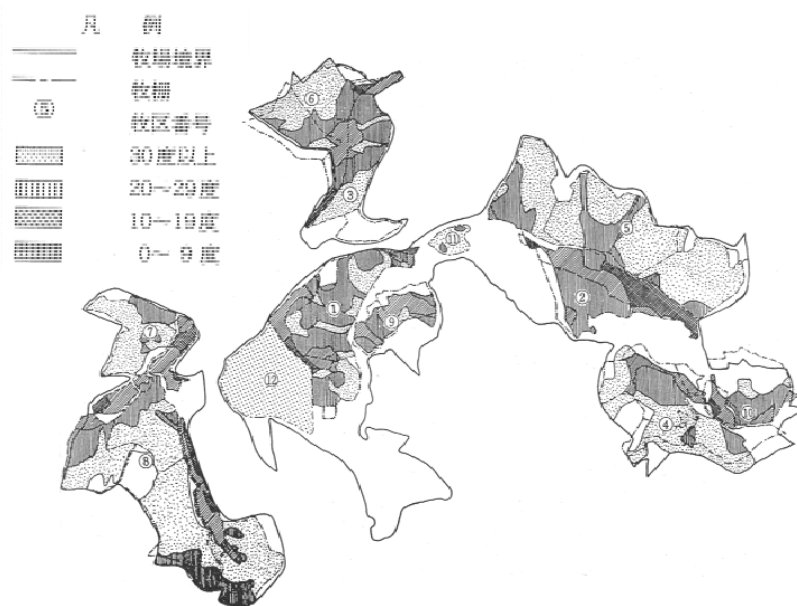 凡 例
牧場境界
牧柵
⑤
牧区番号
30度以上
20～29度
10～19度
0～9度
⑥
③
⑤
⑪
②
①
⑨
⑦
⑫
⑩
④
⑧